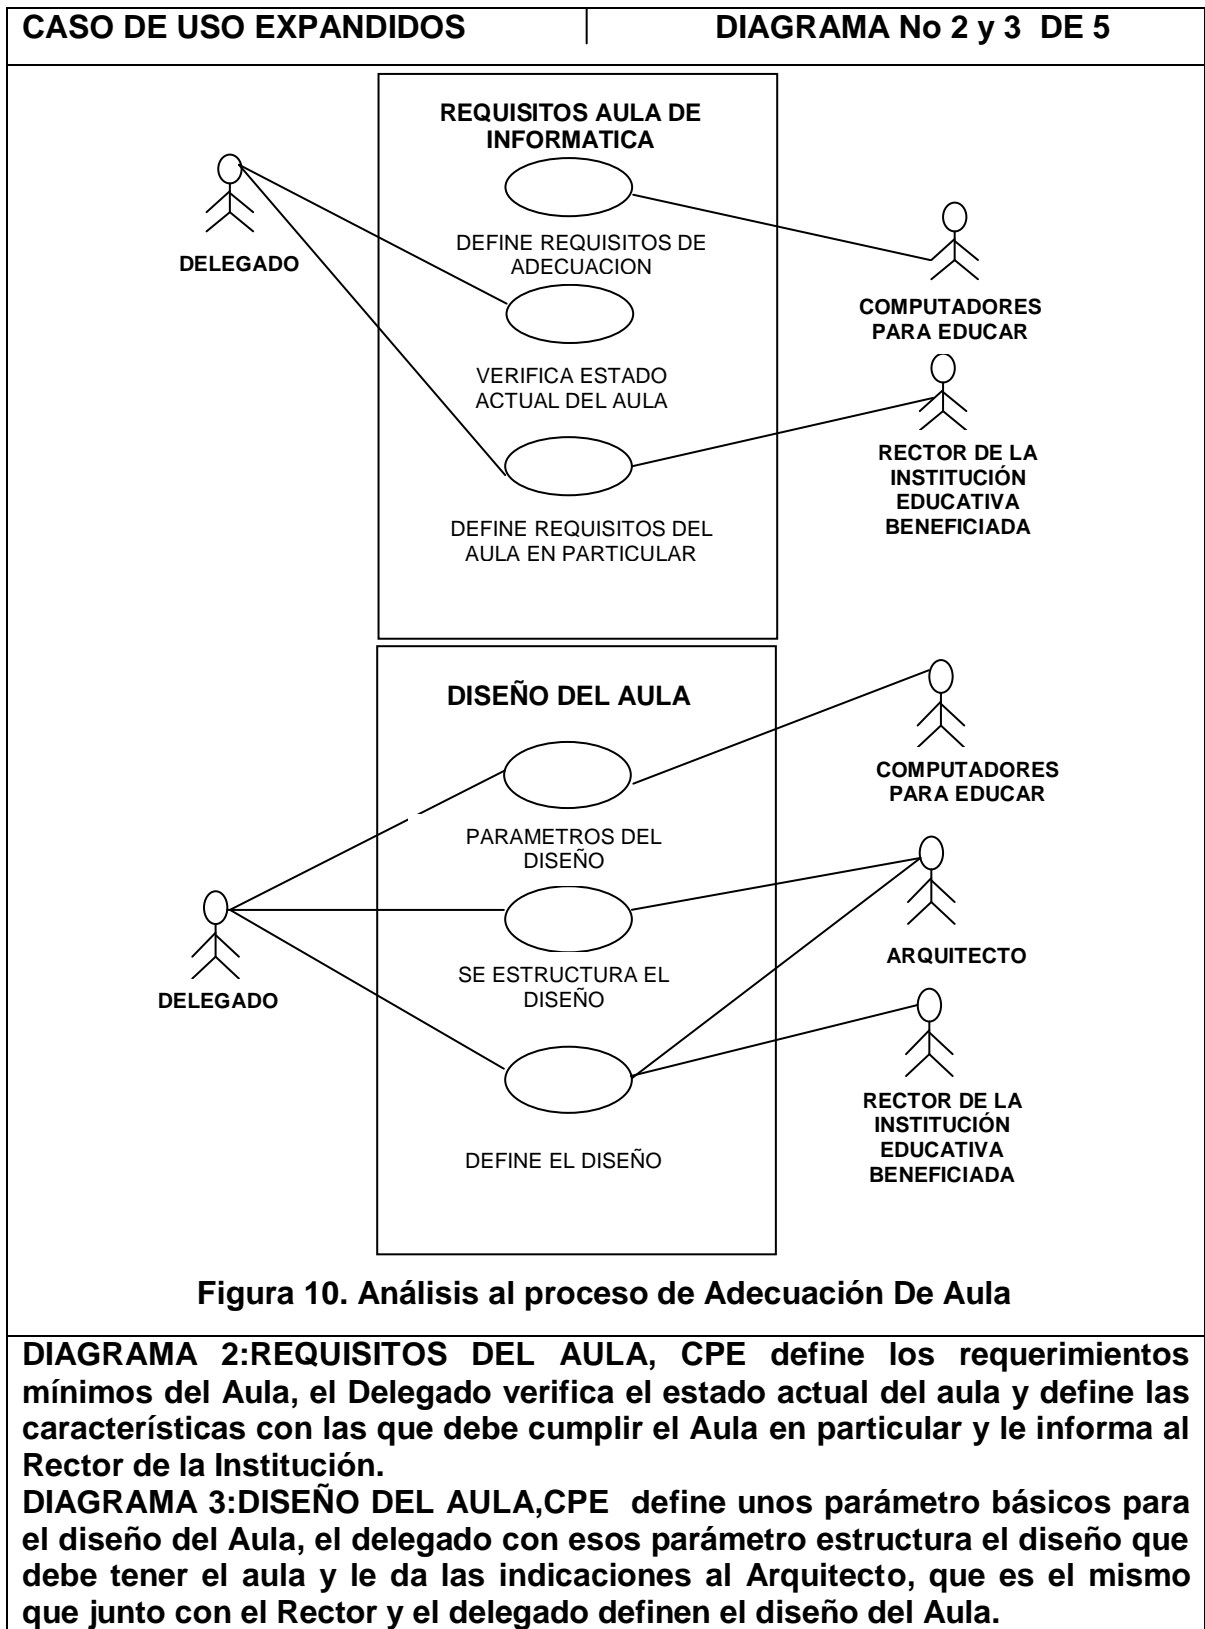 CASO DE USO EXPANDIDOS
DIAGRAMA No 2 y 3 DE 5
REQUISITOS AULA DE
INFORMATICA
DELEGADO
DEFINE REQUISITOS DE
ADECUACION
COMPUTADORES
PARA EDUCAR
VERIFICA ESTADO
ACTUAL DEL AULA
RECTOR DE LA
INSTITUCIÓN
EDUCATIVA
BENEFICIADA
DEFINE REQUISITOS DEL
AULA EN PARTICULAR
DISEÑO DEL AULA
COMPUTADORES
PARA EDUCAR
PARAMETROS DEL
DISEÑO
ARQUITECTO
SE ESTRUCTURA EL
DISEÑO
DELEGADO
RECTOR DE LA
INSTITUCIÓN
EDUCATIVA
BENEFICIADA
DEFINE EL DISEÑO
Figura 10. Análisis al proceso de Adecuación De Aula
DIAGRAMA 2:REQUISITOS DEL AULA, CPE define los requerimientos
mínimos del Aula, el Delegado verifica el estado actual del aula y define las
características con las que debe cumplir el Aula en particular y le informa al
Rector de la Institución.
DIAGRAMA 3:DISEÑO DEL AULA,CPE define unos parámetro básicos para
el diseño del Aula, el delegado con esos parámetro estructura el diseño que
debe tener el aula y le da las indicaciones al Arquitecto, que es el mismo
que junto con el Rector y el delegado definen el diseño del Aula.